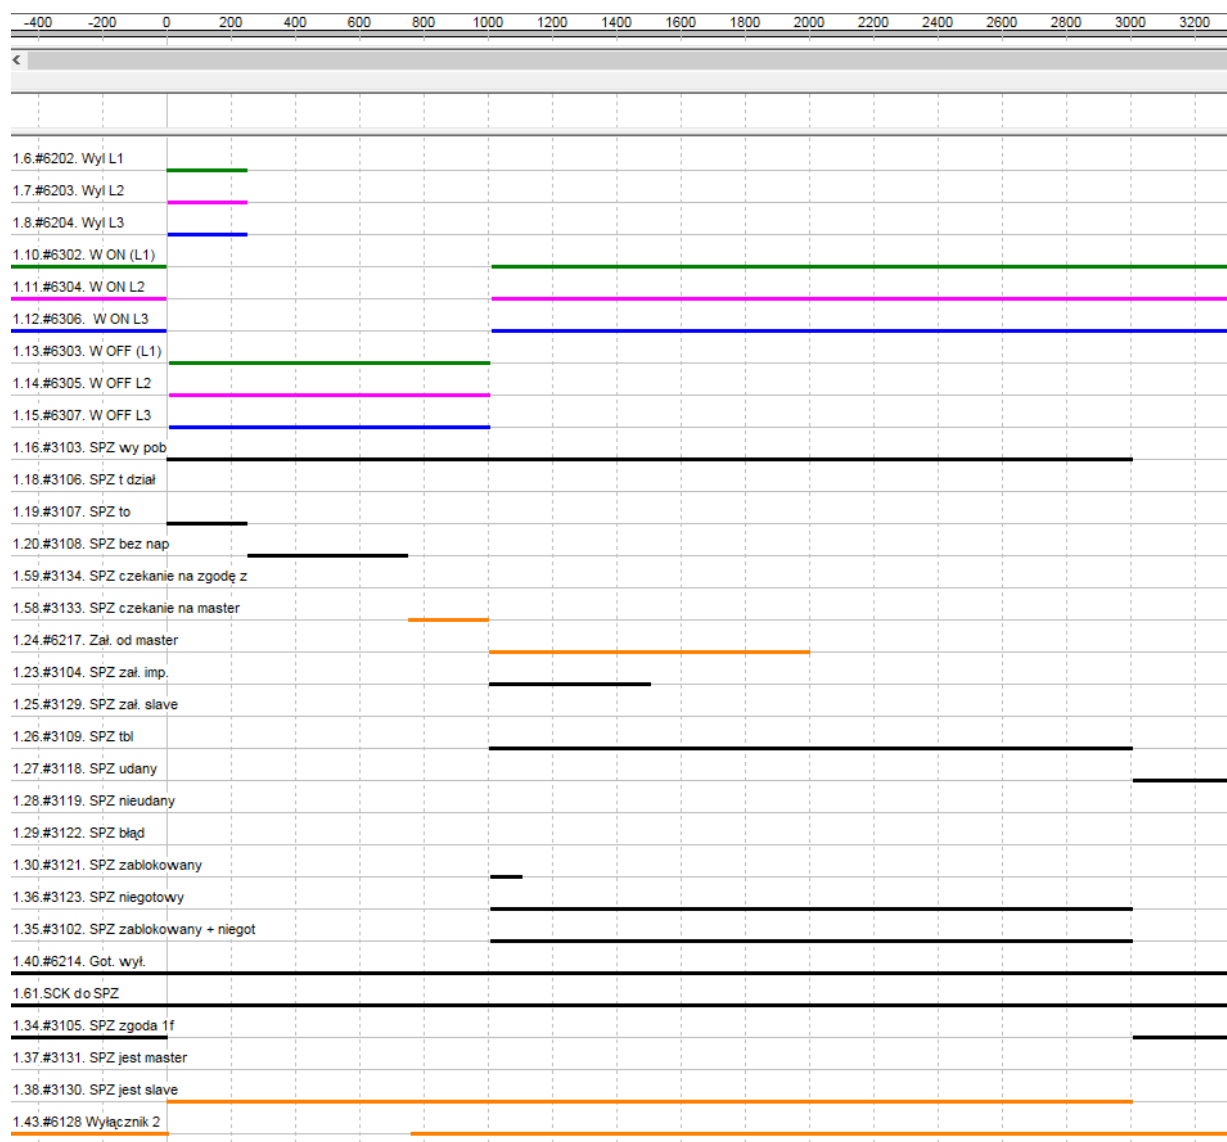 -400 -200 0 200 400 600 800 1000 1200 1400 1600 1800 2000 2200 2400 2600 2800 3000 3200
1.6.#6202. Wyl L1
1.7.#6203. Wyl L2
1.8.#6204. Wyl L3
1.10.#6302. W ON (L1)
1.11.#6304. W ON L2
1.12.#6306. W ON L3
1.13.#6303. W OFF (L1)
1.14.#6305. W OFF L2
1.15.#6307. W OFF L3
1.16.#3103. SPZ wy pob
1.18.#3106. SPZ t dział
1.19.#3107. SPZ to
1.20.#3108. SPZ bez nap
1.59.#3134. SPZ czekanie na zgodę z
1.58.#3133. SPZ czekanie na master
1.24.#6217. Zał. od master
1.23.#3104. SPZ zał. imp.
1.25.#3129. SPZ zał. slave
1.26.#3109. SPZ tbl
1.27.#3118. SPZ udany
1.28.#3119. SPZ nieudany
1.29.#3122. SPZ błąd
1.30.#3121. SPZ zablokowany
1.36.#3123. SPZ niegotowy
1.35.#3102. SPZ zablokowany + niegot
1.40.#6214. Got. wył.
1.61.SCK do SPZ
1.34.#3105. SPZ zgoda 1f
1.37.#3131. SPZ jest master
1.38.#3130. SPZ jest slave
1.43.#6128 Wyłącznik 2